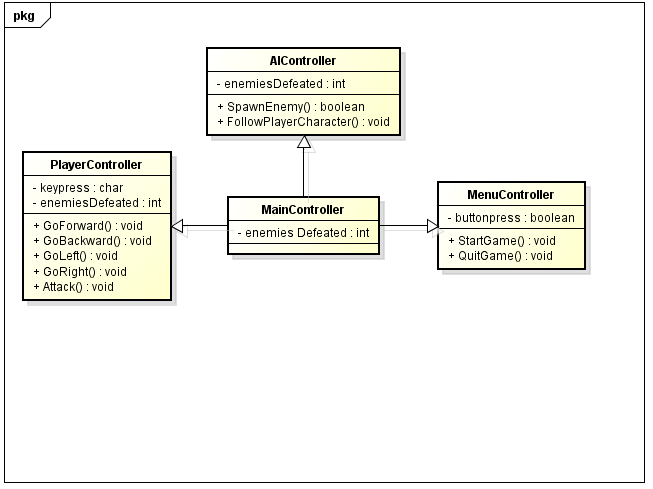 pkg
AIController
- enemiesDefeated : int
+ SpawnEnemy() : boolean
+ FollowPlayerCharacter() : void
PlayerController
- keypress : char
- enemiesDefeated : int
+ GoForward() : void
+ GoBackward() : void
+ GoLeft() : void
+ GoRight() : void
+ Attack() : void
MainController
- enemies Defeated : int
MenuController
- buttonpress : boolean
+ StartGame() : void
+ QuitGame() : void